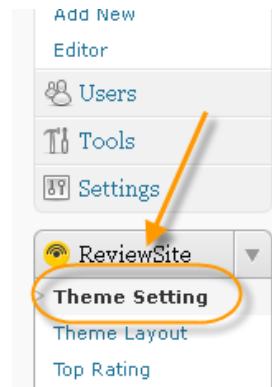 Add New
Editor
Users
Tools
Settings
ReviewSite
Theme Setting
Theme Layout
Top Rating